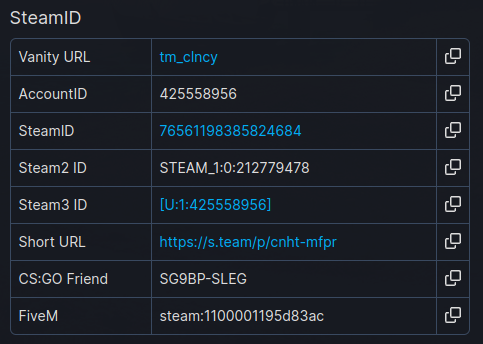 SteamID
Vanity URL tm_clncy
AccountID 425558956
SteamID 76561198385824684
Steam2 ID STEAM_1:0:212779478
Steam3 ID [U:1:425558956]
Short URL https://s.team/p/cnht-mfpr
CS:GO Friend SG9BP-SLEG
FiveM steam:1100001195d83ac